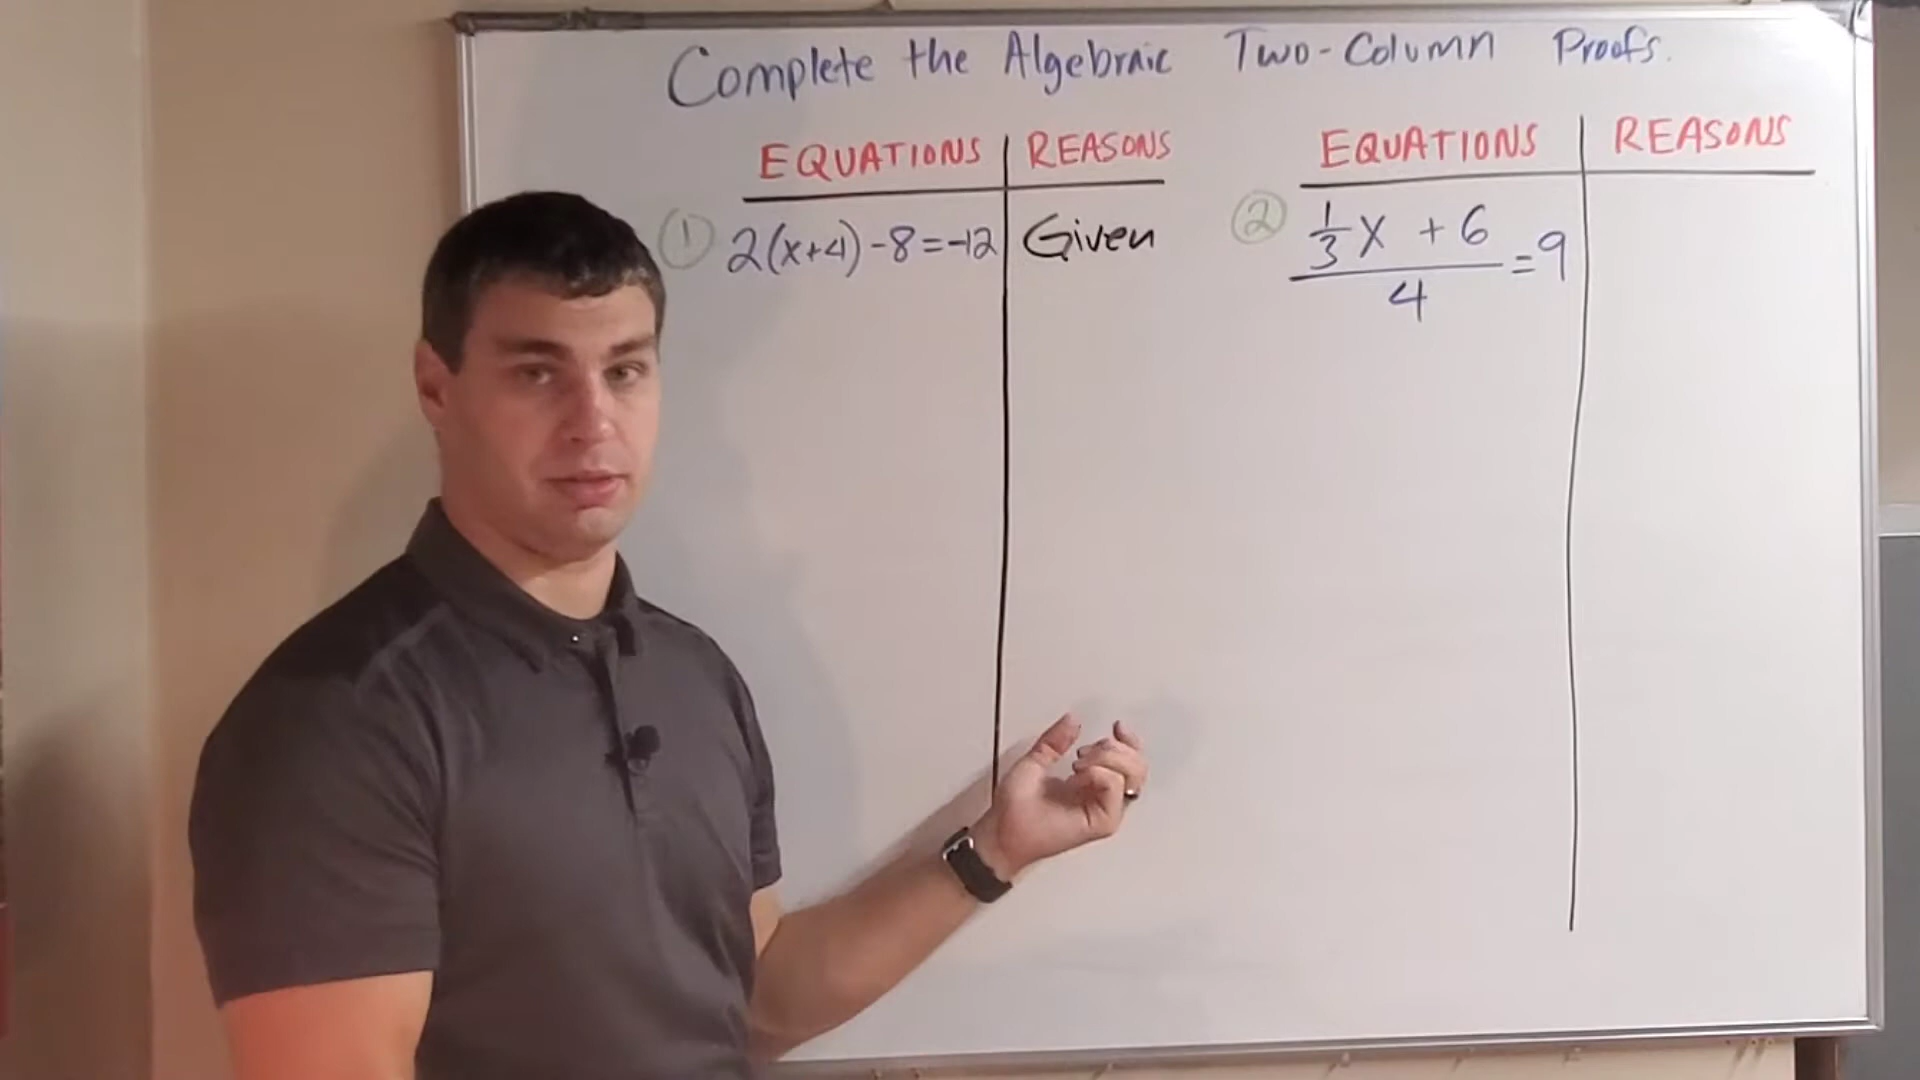 Complete the Algebraic Two-Column Proofs.
EQUATIONS REASONS
① 2(x+4)-8=-12 Given
EQUATIONS REASONS
② (1/3 x + 6)/4 = 9